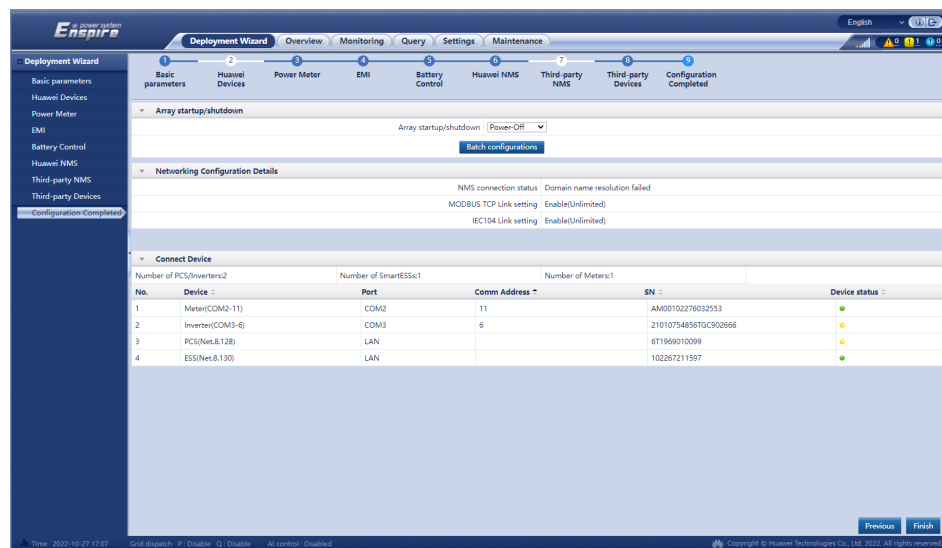 English
@ power system
Enspire
Deployment Wizard Overview Monitoring Query Settings Maintenance
0 1 0
Deployment Wizard
Basic parameters
Huawei Devices
Power Meter
EMI
Battery Control
Huawei NMS
Third-party NMS
Third-party Devices
Configuration Completed
1 2 3 4 5 6 7 8 9
Basic parameters
Huawei Devices
Power Meter
EMI
Battery Control
Huawei NMS
Third-party NMS
Third-party Devices
Configuration Completed
Array startup/shutdown
Array startup/shutdown Power-Off
Batch configurations
Networking Configuration Details
NMS connection status Domain name resolution failed
MODBUS TCP Link setting Enable(Unlimited)
IEC104 Link setting Enable(Unlimited)
Connect Device
Number of PCS/Inverters:2 Number of SmartESSs:1 Number of Meters:1
No. Device Port Comm Address SN Device status
1 Meter(COM2-11) COM2 11 AM00102276032553
2 Inverter(COM3-6) COM3 6 21010754856TGC902666
3 PCS(Net.8.128) LAN 6T1969010099
4 ESS(Net.8.130) LAN 102267211597
Previous Finish
Time 2022-10-27 17:07 Grid dispatch P : Disable Q : Disable AI control : Disabled Copyright © Huawei Technologies Co., Ltd. 2022. All rights reserved